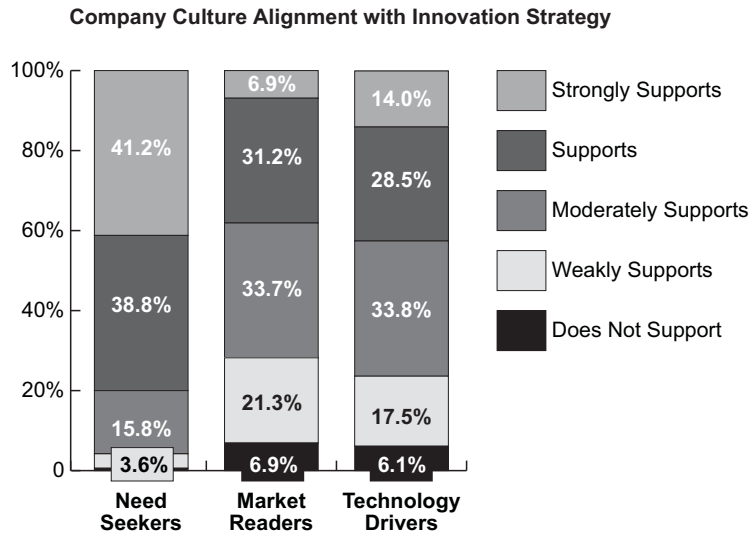 Company Culture Alignment with Innovation Strategy
100%
80%
60%
40%
20%
0
41.2%
38.8%
15.8%
3.6%
6.9%
31.2%
33.7%
21.3%
6.9%
14.0%
28.5%
33.8%
17.5%
6.1%
Need
Seekers
Market
Readers
Technology
Drivers
Strongly Supports
Supports
Moderately Supports
Weakly Supports
Does Not Support